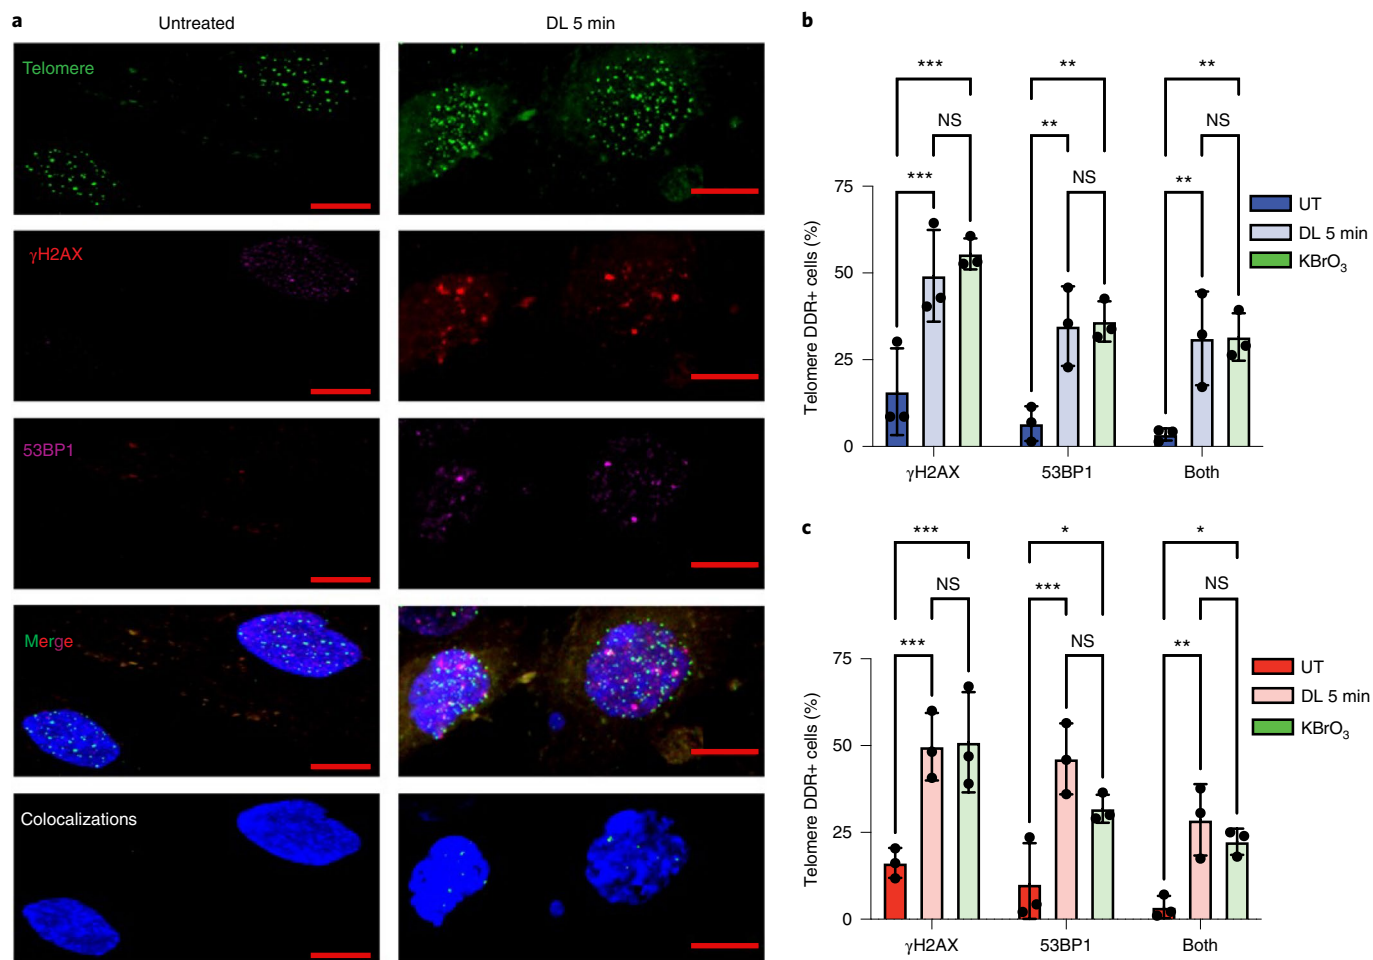 a
Untreated
DL 5 min
Telomere
γH2AX
53BP1
Merge
Colocalizations
b
***
**
**
NS
**
NS
***
NS
**
75
50
25
0
Telomere DDR+ cells (%)
UT
DL 5 min
KBrO₃
γH2AX
53BP1
Both
c
***
*
*
NS
***
NS
***
NS
**
75
50
25
0
Telomere DDR+ cells (%)
UT
DL 5 min
KBrO₃
γH2AX
53BP1
Both